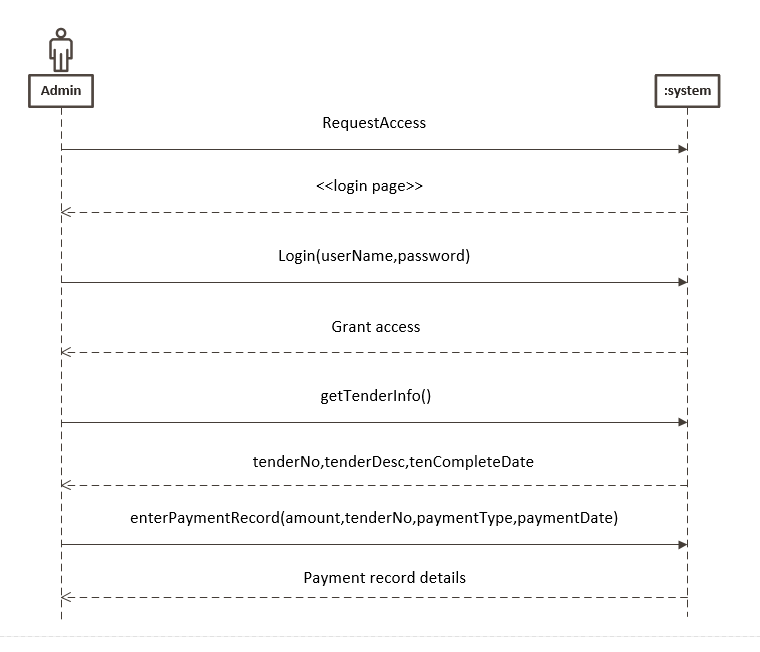 Admin
:system
RequestAccess
<<login page>>
Login(userName,password)
Grant access
getTenderInfo()
tenderNo,tenderDesc,tenCompleteDate
enterPaymentRecord(amount,tenderNo,paymentType,paymentDate)
Payment record details